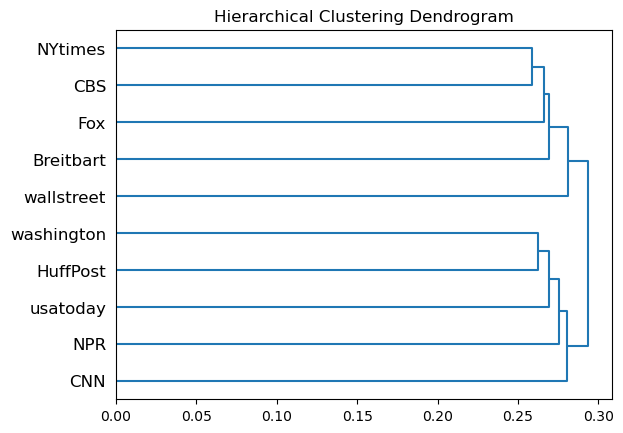 Hierarchical Clustering Dendrogram
NYtimes
CBS
Fox
Breitbart
wallstreet
washington
HuffPost
usatoday
NPR
CNN
0.00 0.05 0.10 0.15 0.20 0.25 0.30